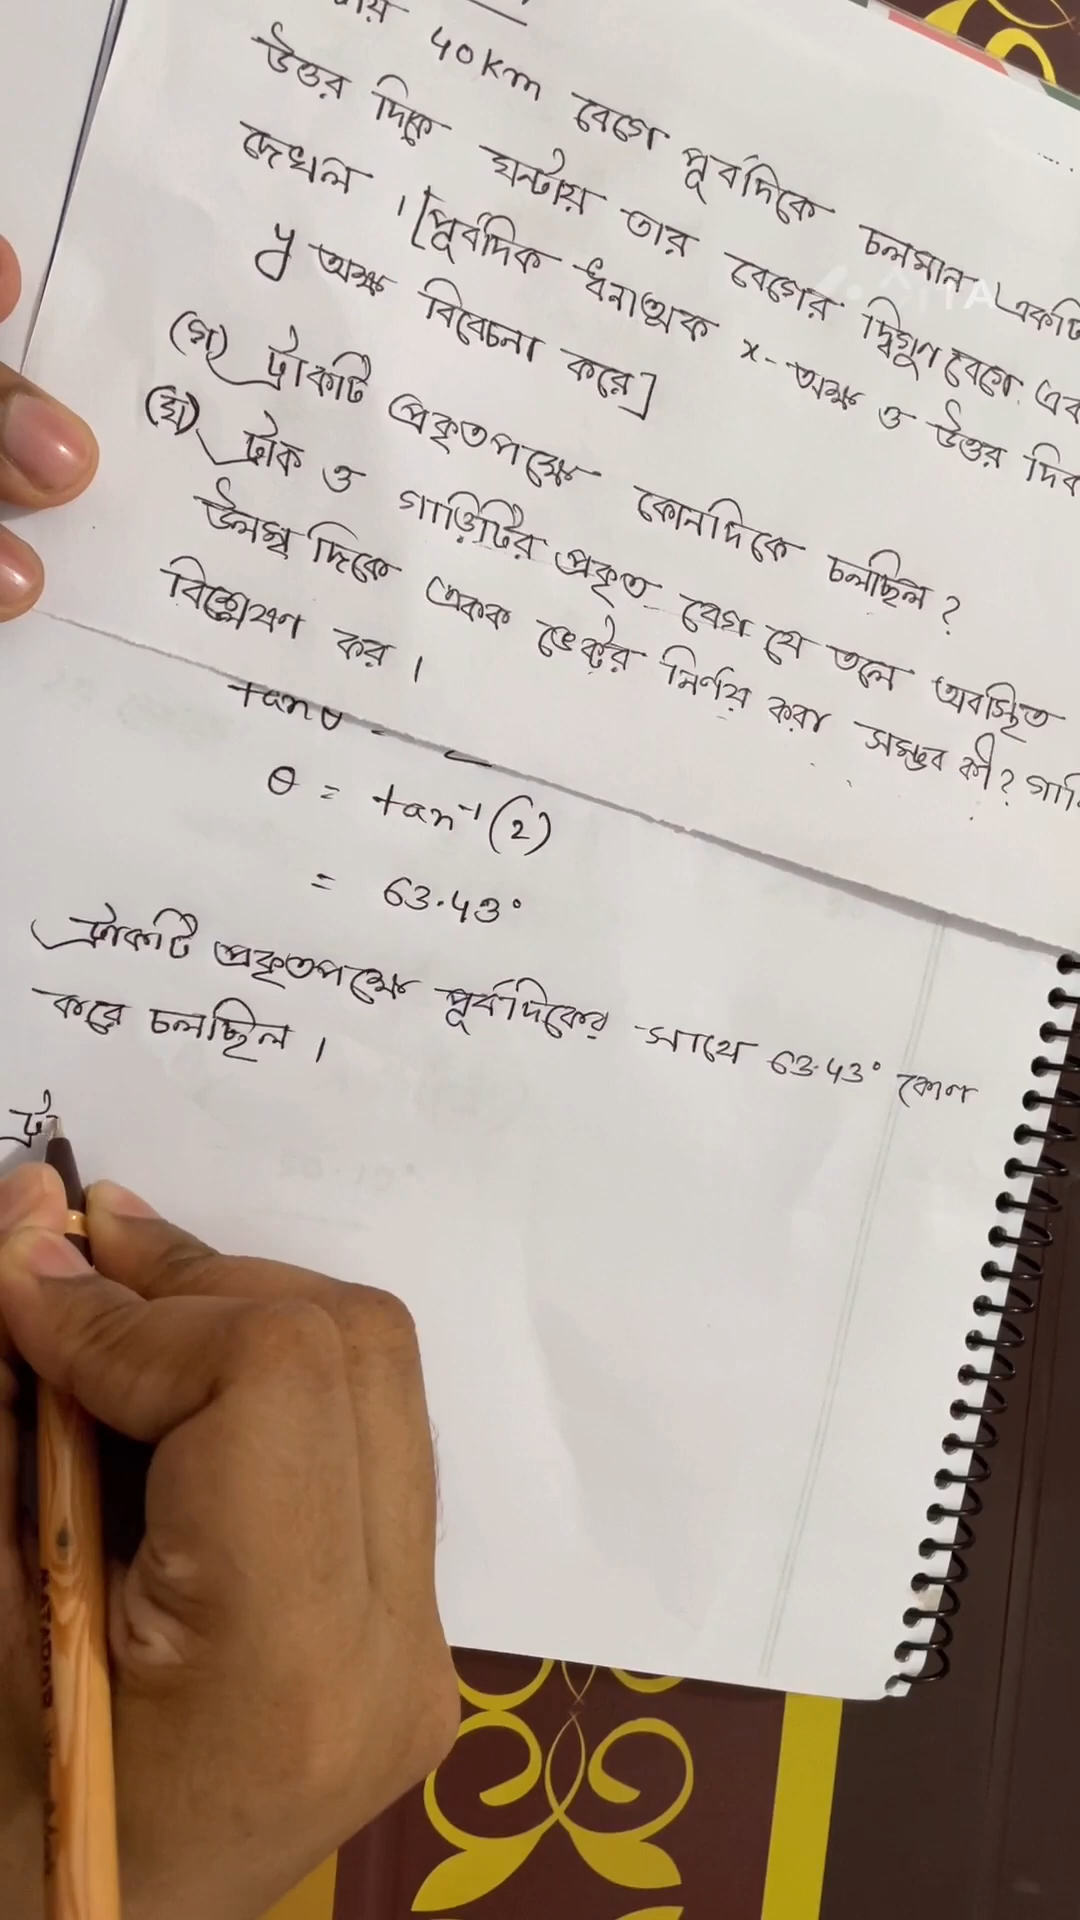 40km বেগে পূর্বদিকে চলমান একটি
উত্তর দিকে ঘন্টায় তার বেগের দ্বিগুণ বেগে
দেখল । [পূর্বদিক ধনাত্মক x-অক্ষ ও উত্তর দিক
y অক্ষ বিবেচনা করে]
(গ) ট্রাকটি প্রকৃতপক্ষে কোনদিকে চলছিল ?
(ঘ) ট্রাক ও গাড়িটির প্রকৃত বেগ যে তলে অবস্থিত
উলম্ব দিকে একক ভেক্টর নির্ণয় করা সম্ভব কী?
বিশ্লেষণ কর ।
tanθ =
θ = tan⁻¹(2)
= 63.43°
ট্রাকটি প্রকৃতপক্ষে পূর্বদিকের সাথে 63.43° কোণ
করে চলছিল ।